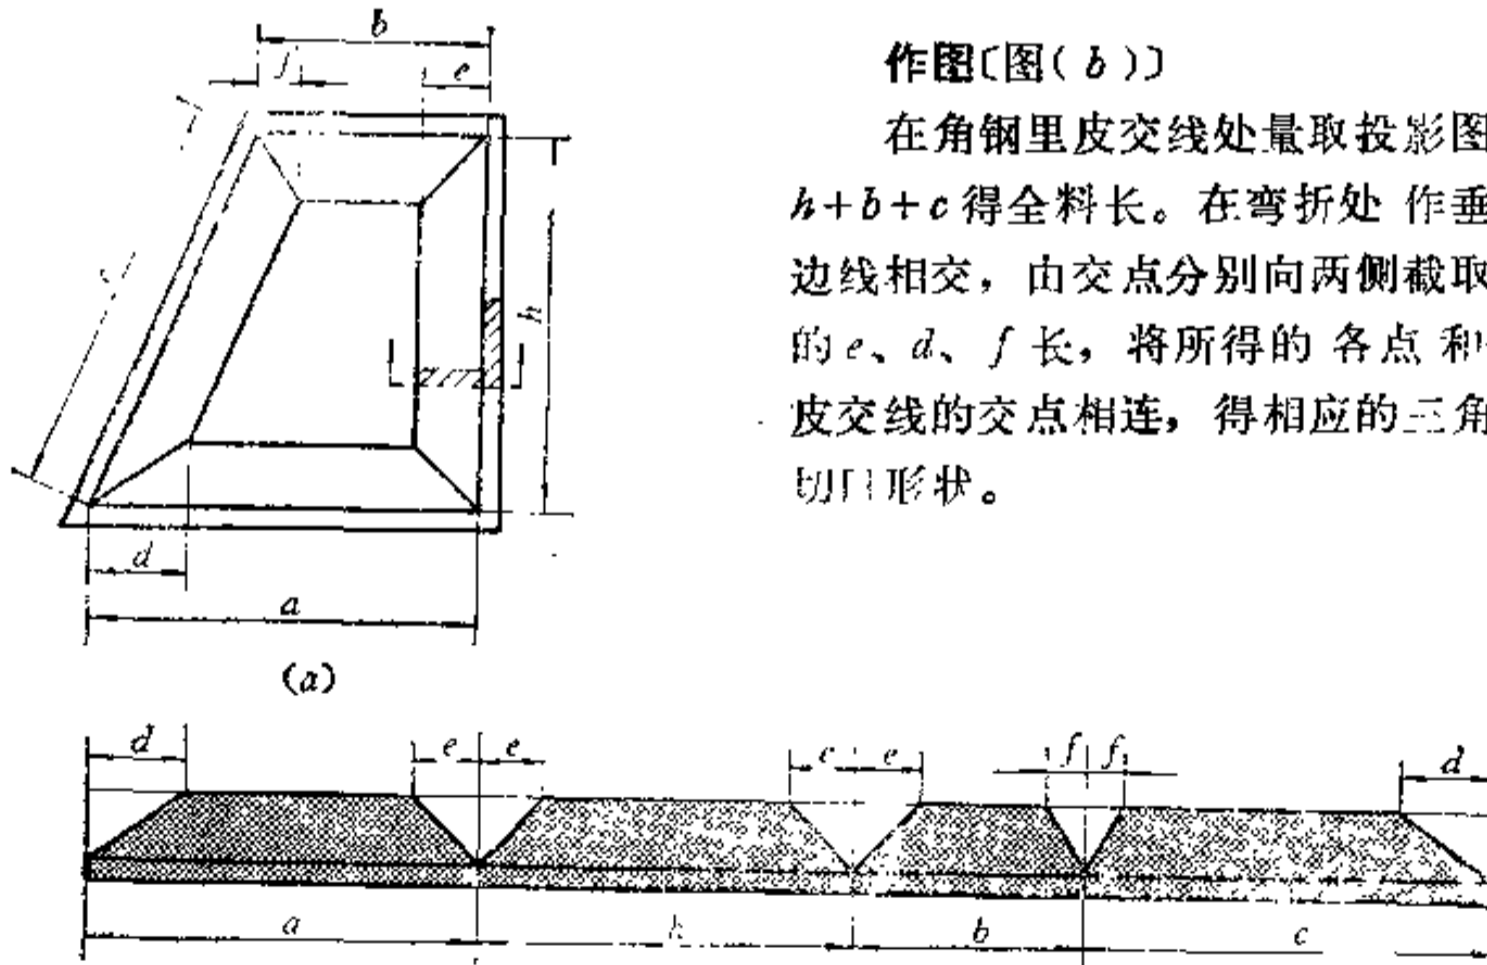 b
f
e
作图〔图(b)〕
在角钢里皮交线处量取投影图
h+b+c得全料长。在弯折处 作垂
边线相交，由交点分别向两侧截取
的e、d、f 长，将所得的 各点 和
皮交线的交点相连，得相应的三角
切口形状。
h
d
a
(a)
d
e
e
e
e
f
f
d
a
h
b
c